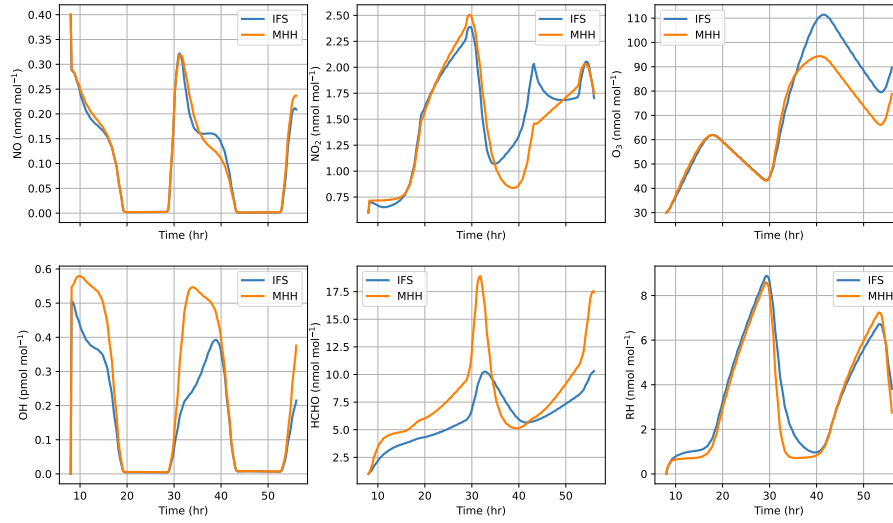 0.40
0.35
0.30
0.25
0.20
0.15
0.10
0.05
0.00
NO (nmol mol⁻¹)
Time (hr)
IFS
MHH
2.50
2.25
2.00
1.75
1.50
1.25
1.00
0.75
NO₂ (nmol mol⁻¹)
Time (hr)
IFS
MHH
110
100
90
80
70
60
50
40
30
O₃ (nmol mol⁻¹)
Time (hr)
IFS
MHH
0.6
0.5
0.4
0.3
0.2
0.1
0.0
OH (pmol mol⁻¹)
10 20 30 40 50
Time (hr)
IFS
MHH
17.5
15.0
12.5
10.0
7.5
5.0
2.5
HCHO (nmol mol⁻¹)
10 20 30 40 50
Time (hr)
IFS
MHH
8
6
4
2
0
RH (nmol mol⁻¹)
10 20 30 40 50
Time (hr)
IFS
MHH